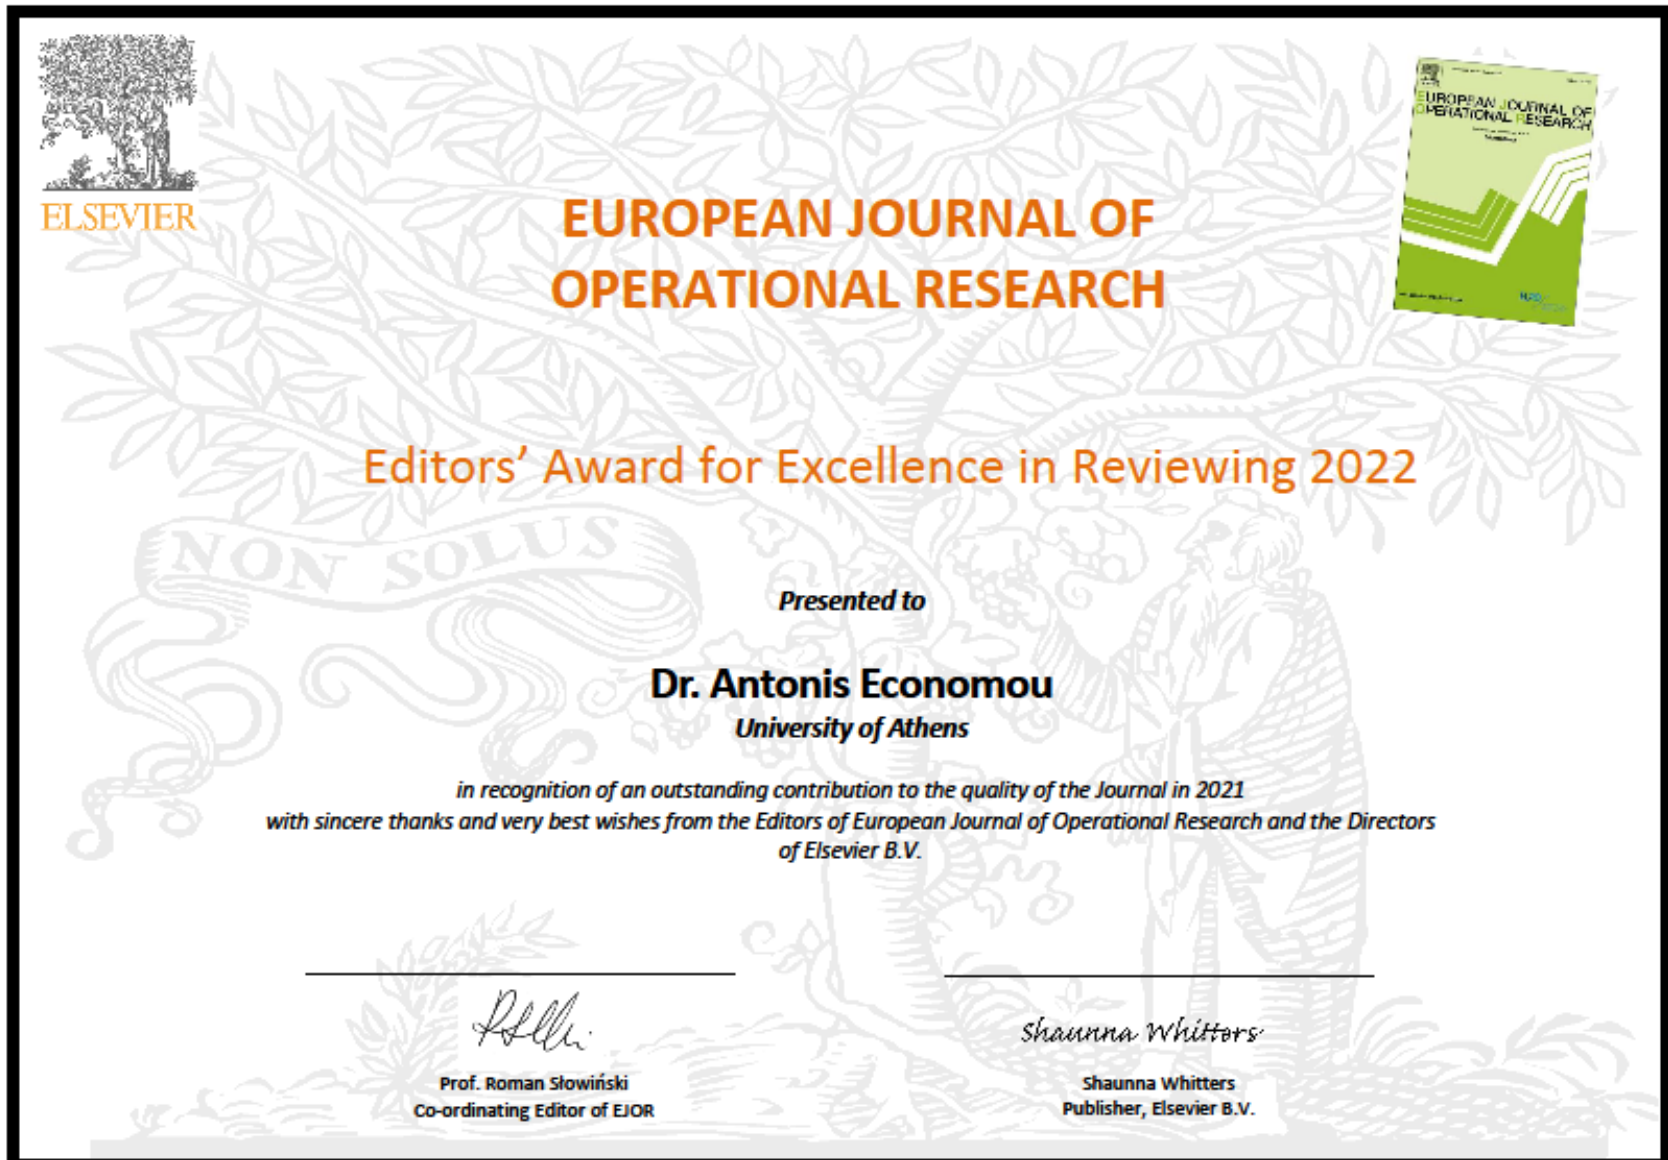 ELSEVIER
EUROPEAN JOURNAL OF
OPERATIONAL RESEARCH
EUROPEAN JOURNAL OF
OPERATIONAL RESEARCH
Editors’ Award for Excellence in Reviewing 2022
NON SOLUS
Presented to
Dr. Antonis Economou
University of Athens
in recognition of an outstanding contribution to the quality of the Journal in 2021
with sincere thanks and very best wishes from the Editors of European Journal of Operational Research and the Directors
of Elsevier B.V.
Shaunna Whitters
Prof. Roman Słowiński
Co-ordinating Editor of EJOR
Shaunna Whitters
Publisher, Elsevier B.V.